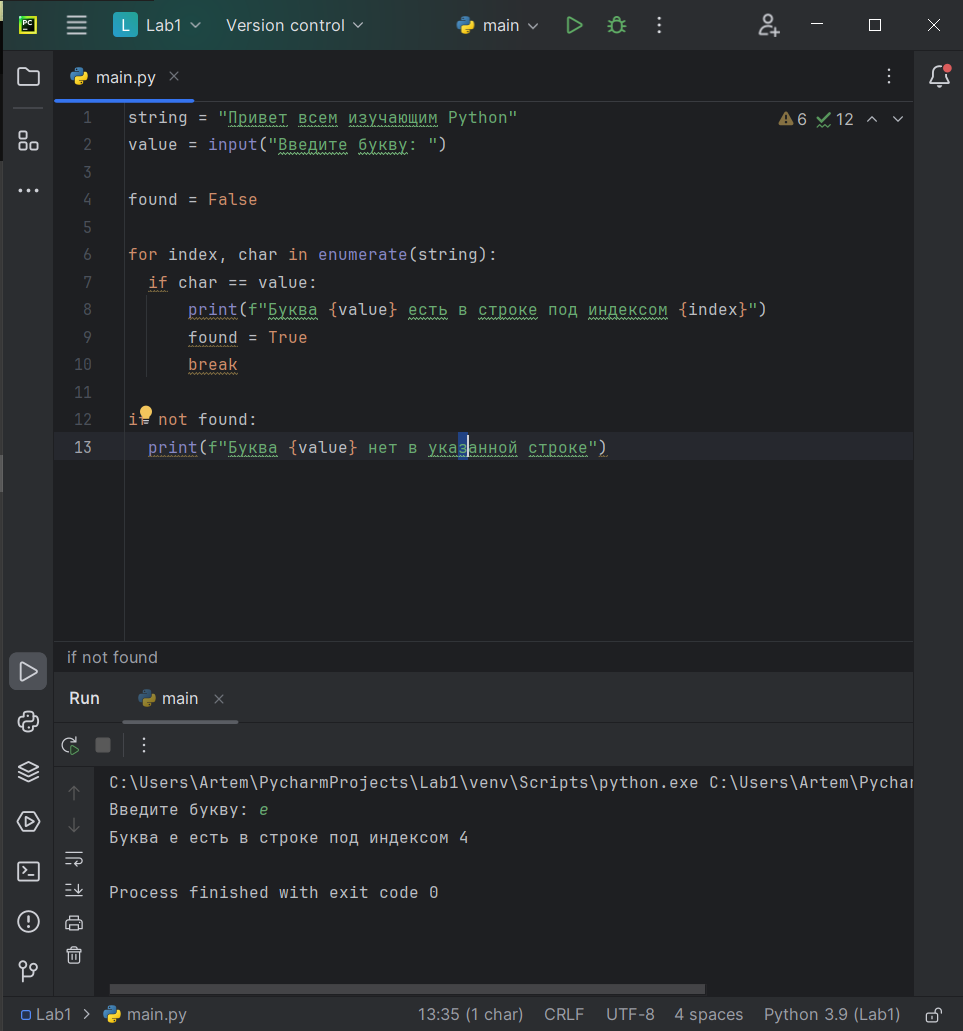 PC
L Lab1 Version control main
main.py
6 12
1 string = "Привет всем изучающим Python"
2 value = input("Введите букву: ")
3
4 found = False
5
6 for index, char in enumerate(string):
7 if char == value:
8 print(f"Буква {value} есть в строке под индексом {index}")
9 found = True
10 break
11
12 if not found:
13 print(f"Буква {value} нет в указанной строке")
if not found
Run main
C:\Users\Artem\PycharmProjects\Lab1\venv\Scripts\python.exe C:\Users\Artem\Pychar
Введите букву: е
Буква е есть в строке под индексом 4
Process finished with exit code 0
Lab1 > main.py 13:35 (1 char) CRLF UTF-8 4 spaces Python 3.9 (Lab1)